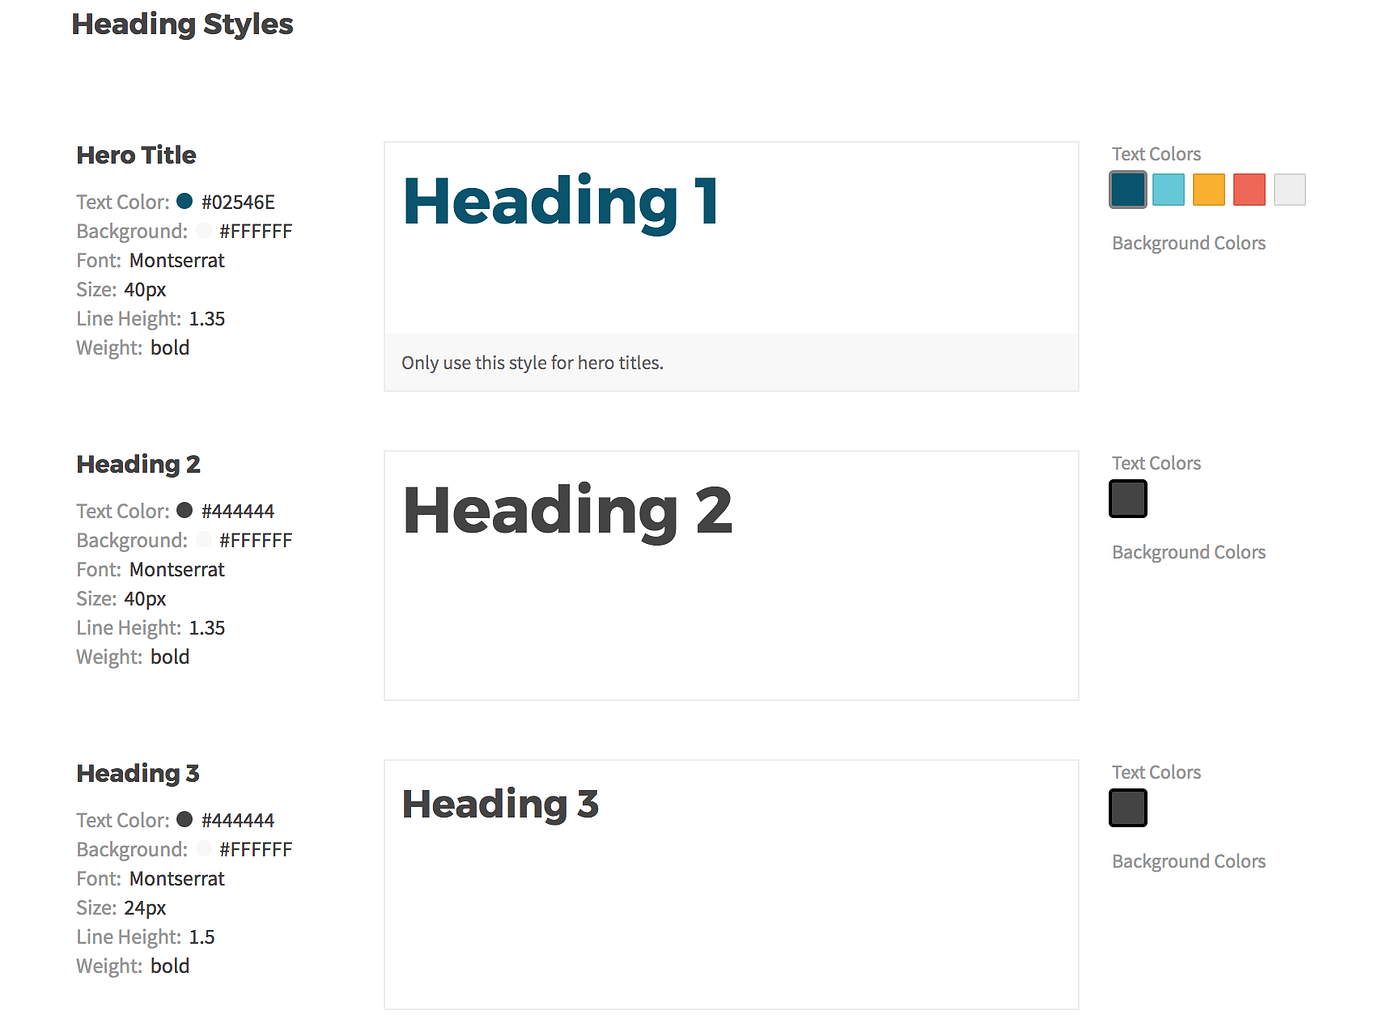 Heading Styles
Hero Title
Text Color: #02546E
Background: #FFFFFF
Font: Montserrat
Size: 40px
Line Height: 1.35
Weight: bold
Heading 1
Only use this style for hero titles.
Text Colors
Background Colors
Heading 2
Text Color: #444444
Background: #FFFFFF
Font: Montserrat
Size: 40px
Line Height: 1.35
Weight: bold
Heading 2
Text Colors
Background Colors
Heading 3
Text Color: #444444
Background: #FFFFFF
Font: Montserrat
Size: 24px
Line Height: 1.5
Weight: bold
Heading 3
Text Colors
Background Colors